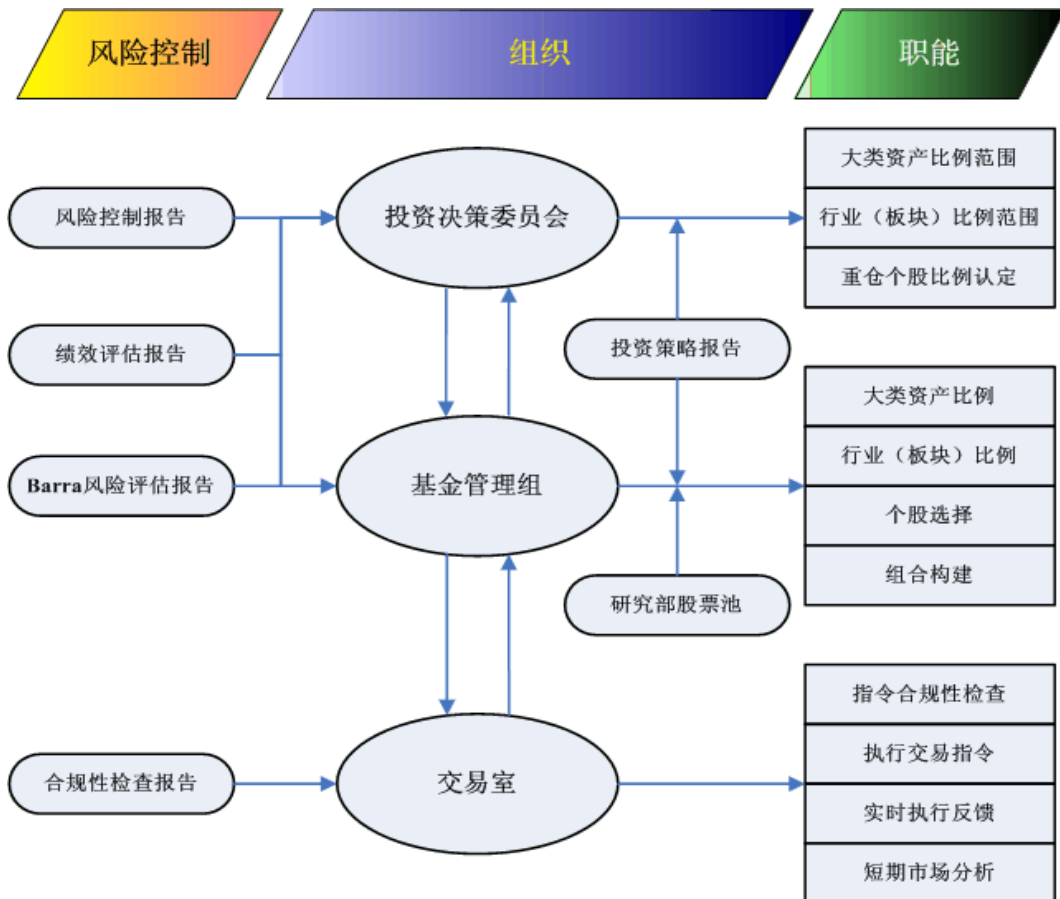 风险控制
组织
职能
风险控制报告
绩效评估报告
Barra风险评估报告
合规性检查报告
投资决策委员会
基金管理组
交易室
投资策略报告
研究部股票池
大类资产比例范围
行业（板块）比例范围
重仓个股比例认定
大类资产比例
行业（板块）比例
个股选择
组合构建
指令合规性检查
执行交易指令
实时执行反馈
短期市场分析